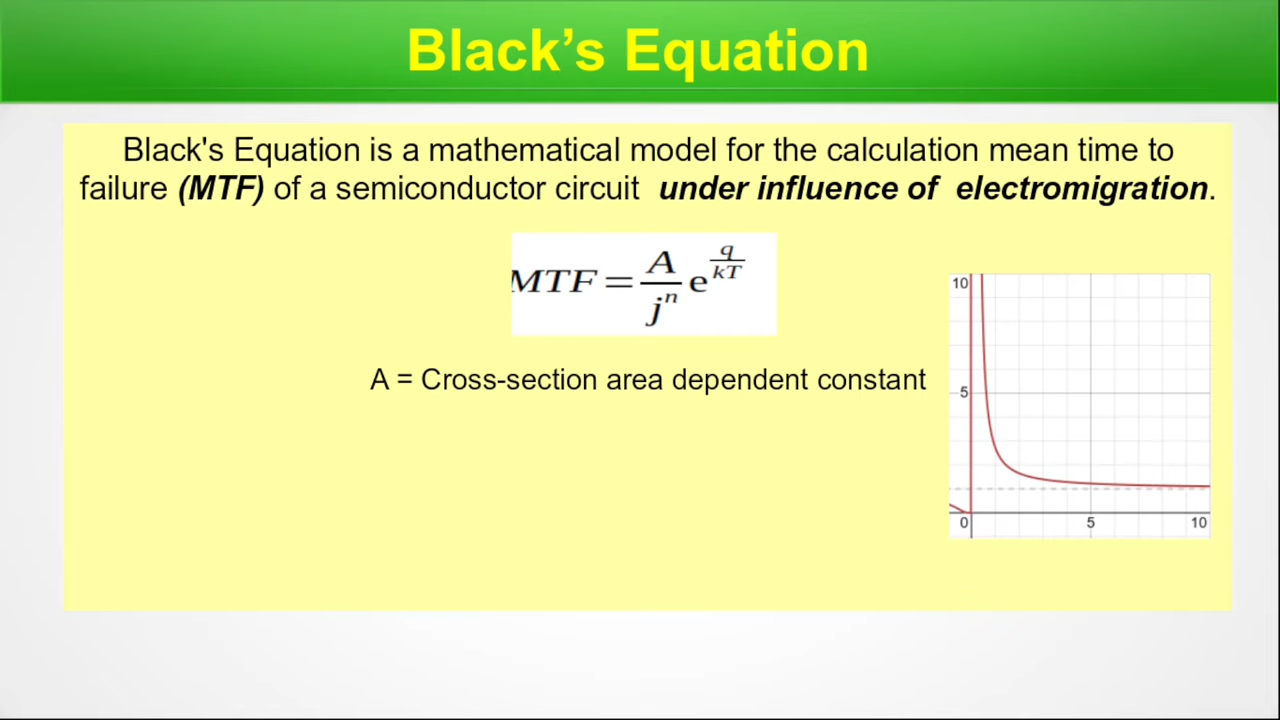 Black’s Equation
Black's Equation is a mathematical model for the calculation mean time to
failure (MTF) of a semiconductor circuit under influence of electromigration.
MTF = A/jⁿ e^(q/kT)
A = Cross-section area dependent constant
10
5
0 5 10